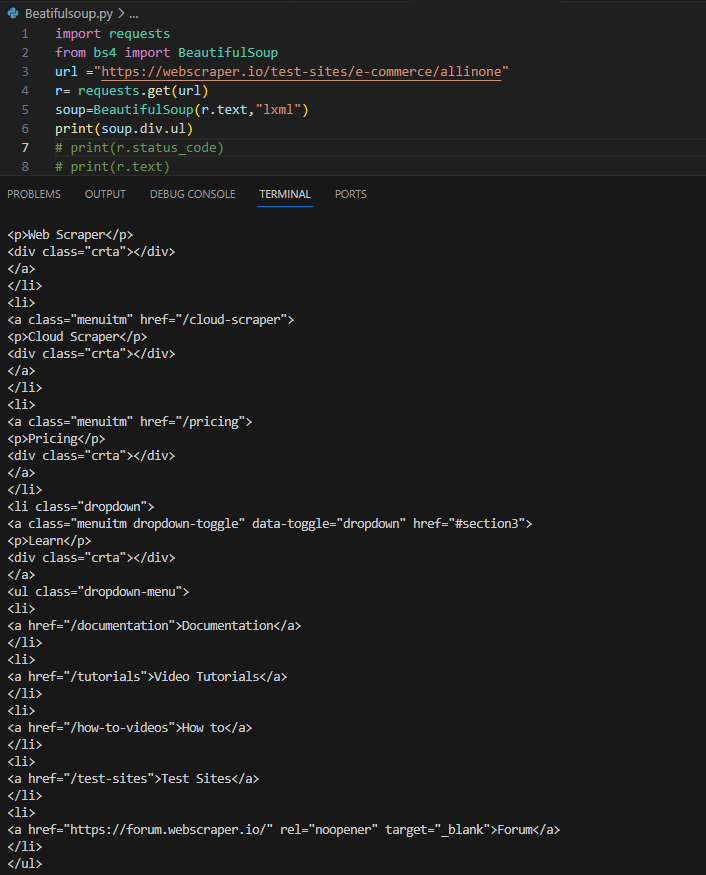 Beatifulsoup.py > ...
1 import requests
2 from bs4 import BeautifulSoup
3 url ="https://webscraper.io/test-sites/e-commerce/allinone"
4 r= requests.get(url)
5 soup=BeautifulSoup(r.text,"lxml")
6 print(soup.div.ul)
7 # print(r.status_code)
8 # print(r.text)
PROBLEMS OUTPUT DEBUG CONSOLE TERMINAL PORTS
<p>Web Scraper</p>
<div class="crta"></div>
</a>
</li>
<li>
<a class="menuitm" href="/cloud-scraper">
<p>Cloud Scraper</p>
<div class="crta"></div>
</a>
</li>
<li>
<a class="menuitm" href="/pricing">
<p>Pricing</p>
<div class="crta"></div>
</a>
</li>
<li class="dropdown">
<a class="menuitm dropdown-toggle" data-toggle="dropdown" href="#section3">
<p>Learn</p>
<div class="crta"></div>
</a>
<ul class="dropdown-menu">
<li>
<a href="/documentation">Documentation</a>
</li>
<li>
<a href="/tutorials">Video Tutorials</a>
</li>
<li>
<a href="/how-to-videos">How to</a>
</li>
<li>
<a href="/test-sites">Test Sites</a>
</li>
<li>
<a href="https://forum.webscraper.io/" rel="noopener" target="_blank">Forum</a>
</li>
</ul>